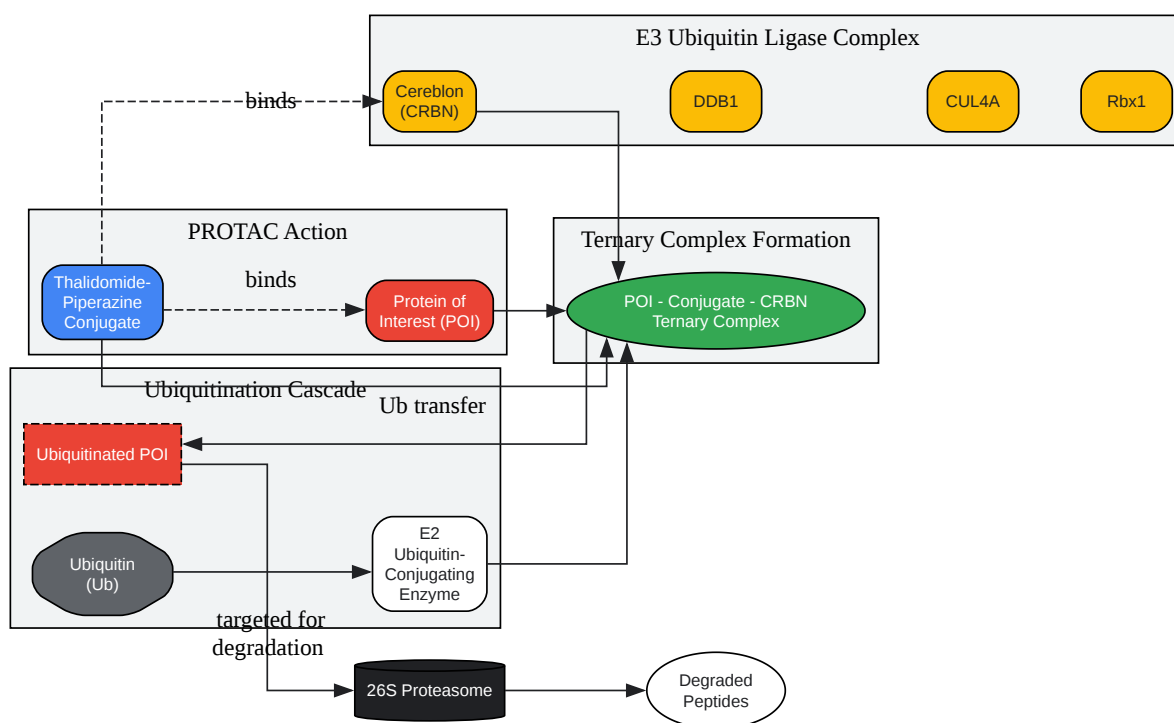 E3 Ubiquitin Ligase Complex
binds
Cereblon
(CRBN)
DDB1
CUL4A
Rbx1
PROTAC Action
Thalidomide-
Piperazine
Conjugate
binds
Protein of
Interest (POI)
Ternary Complex Formation
POI - Conjugate - CRBN
Ternary Complex
Ubiquitination Cascade
Ub transfer
Ubiquitinated POI
Ubiquitin
(Ub)
E2
Ubiquitin-
Conjugating
Enzyme
targeted for
degradation
26S Proteasome
Degraded
Peptides